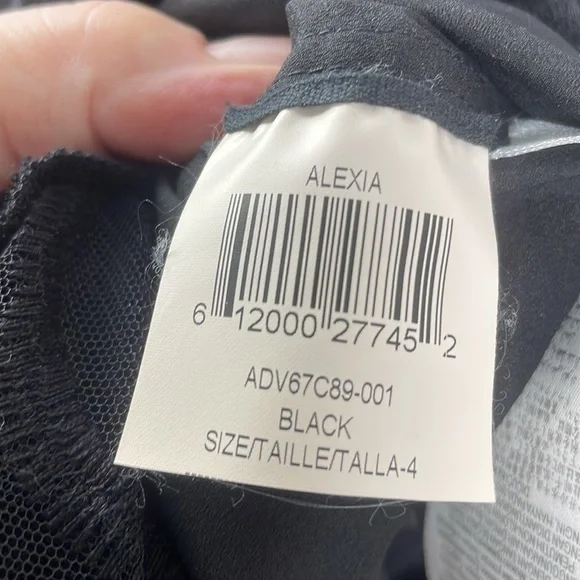 ALEXIA
6 12000 27745 2
ADV67C89-001
BLACK
SIZE/TAILLE/TALLA-4